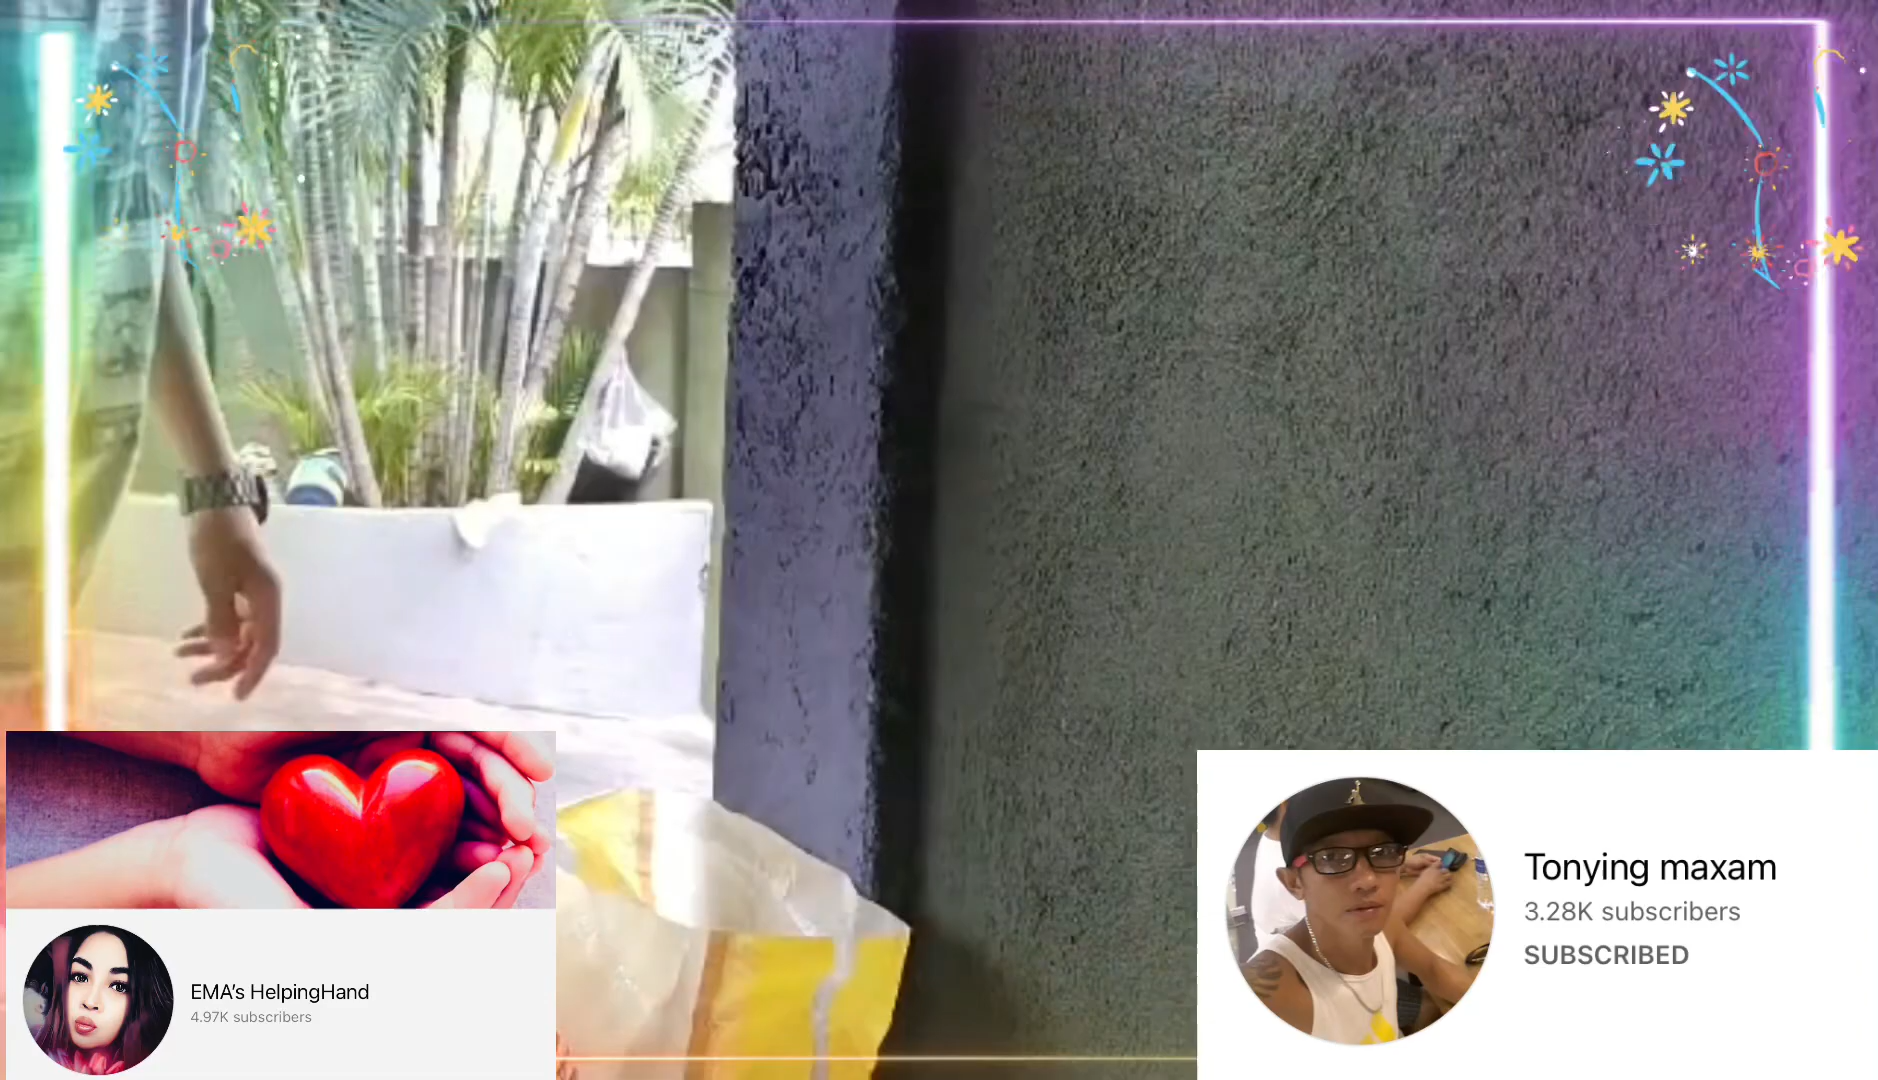 EMA's HelpingHand
4.97K subscribers
Tonying maxam
3.28K subscribers
SUBSCRIBED